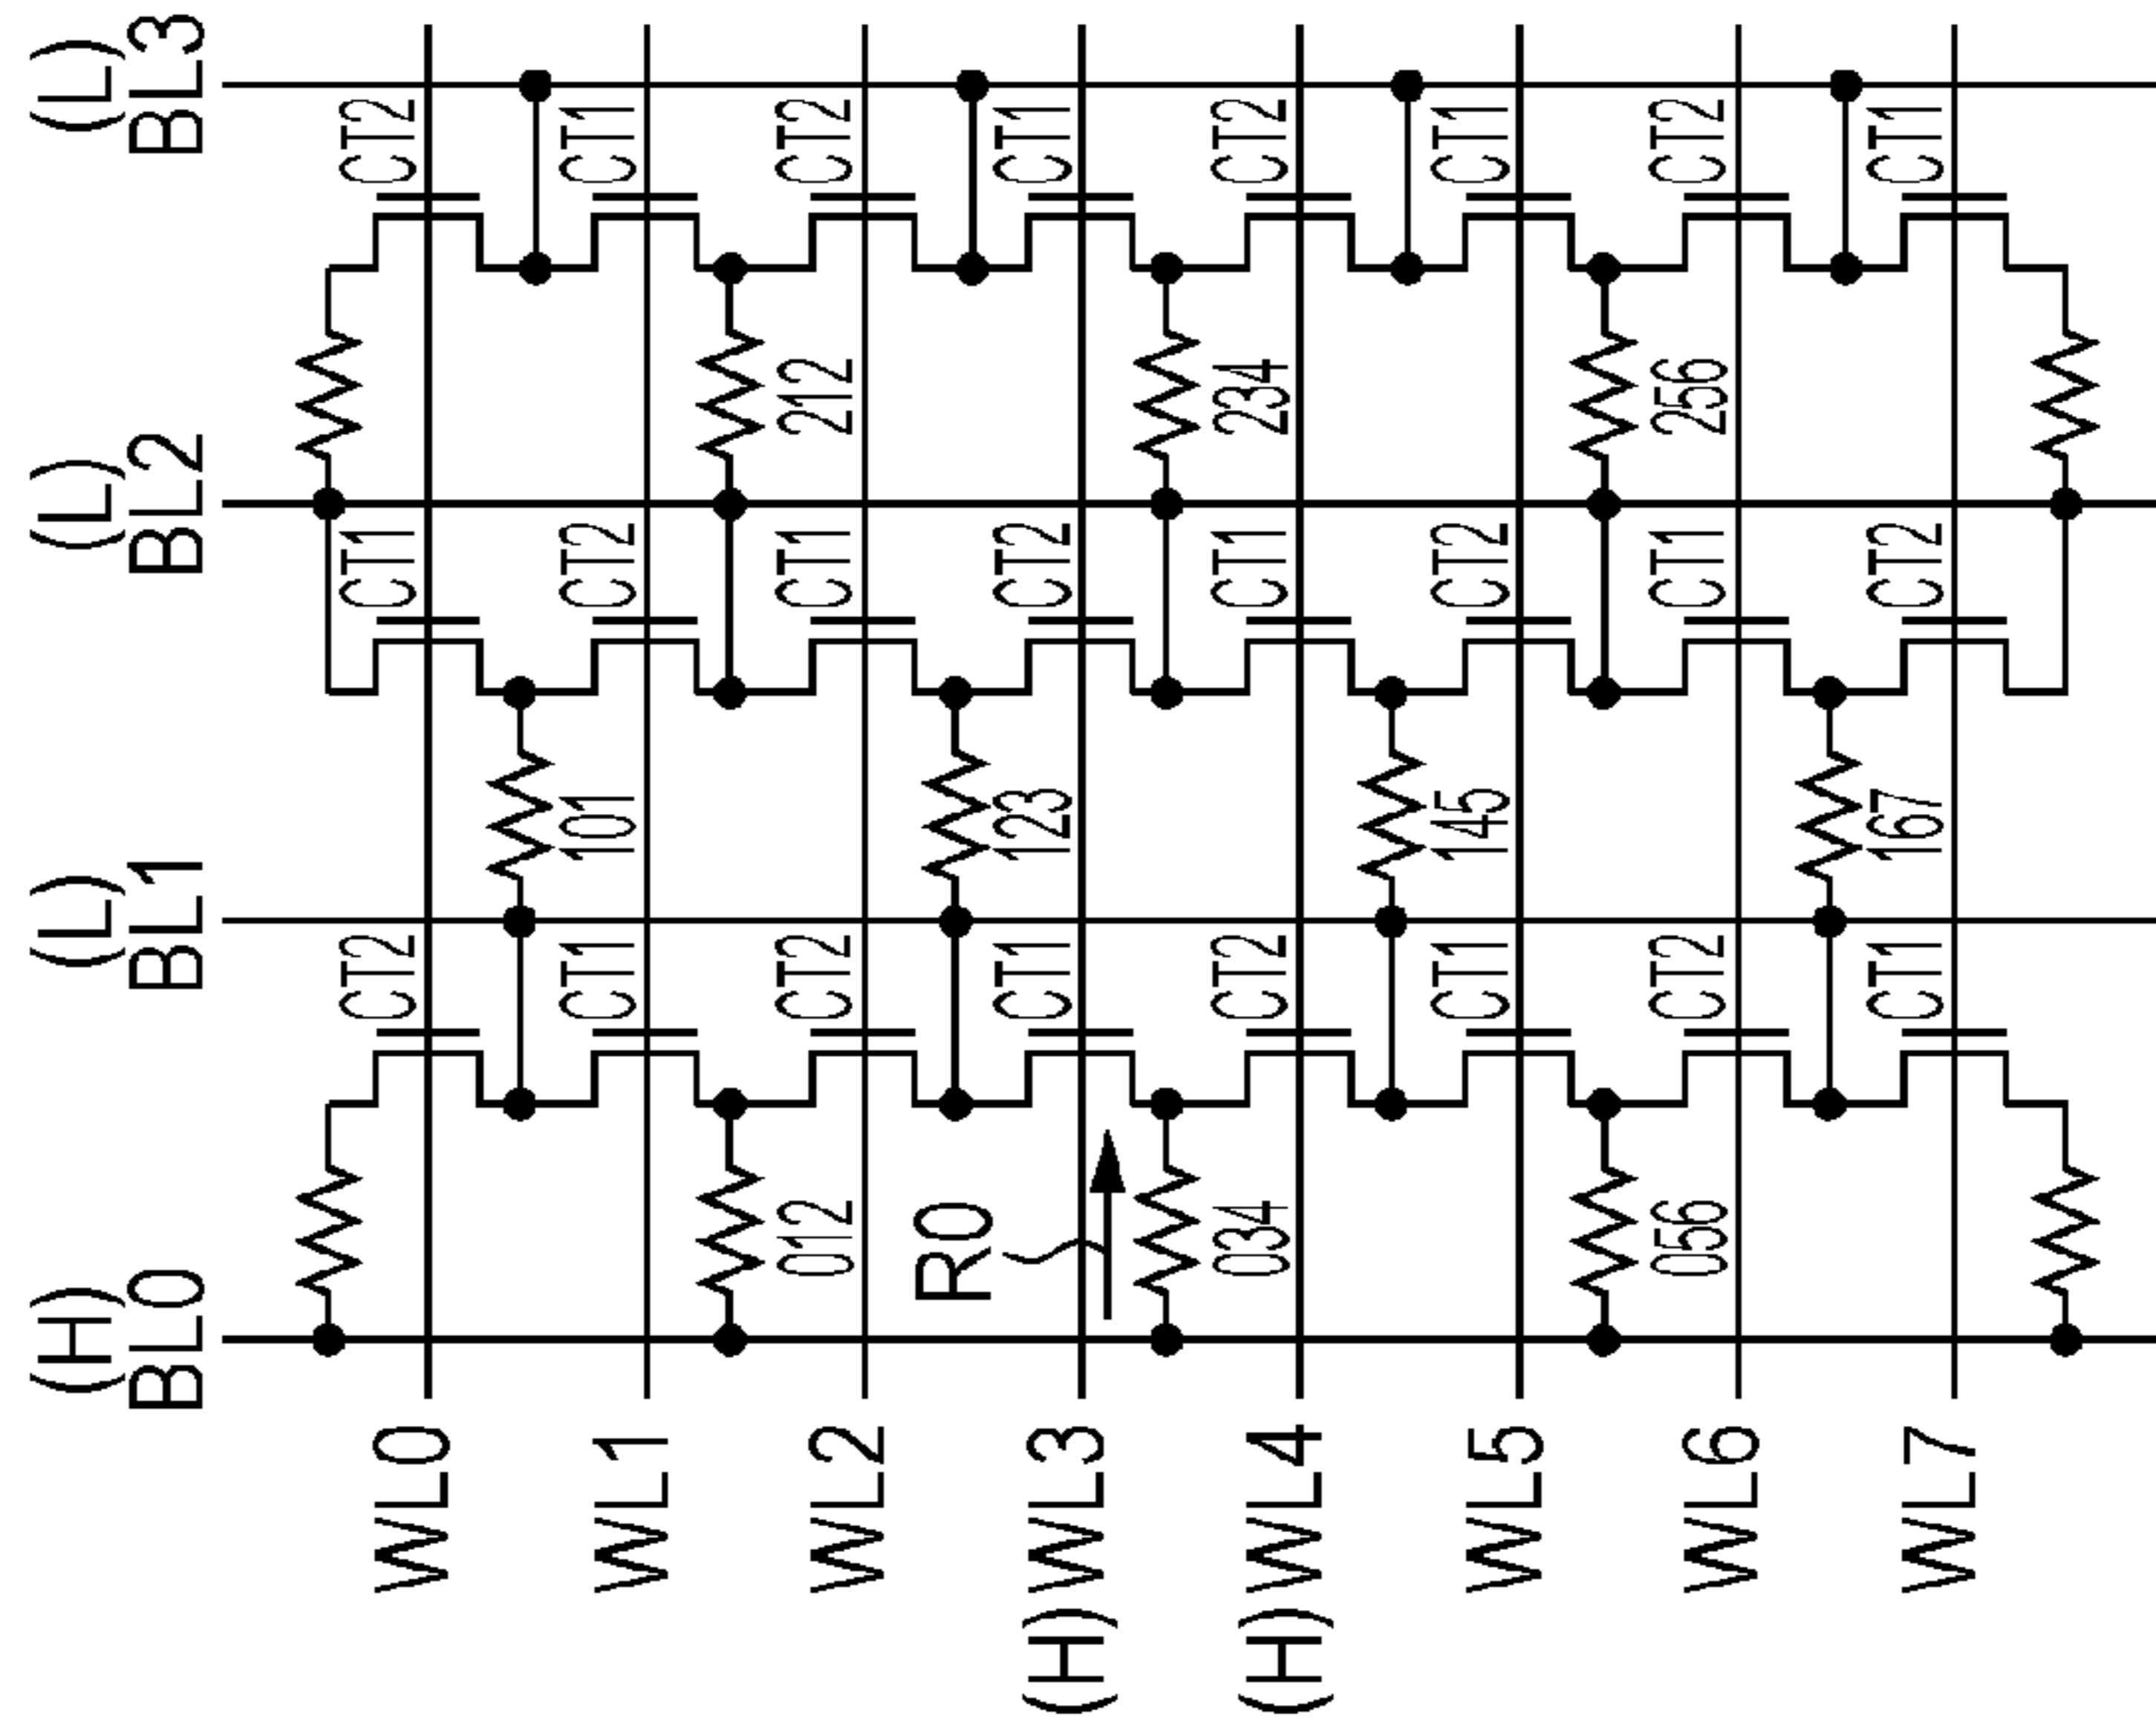 (L)
BL3
CT2 CT1 CT2 CT1 CT2 CT1 CT2 CT1
212 234 256
(L)
BL2
CT1 CT2 CT1 CT2 CT1 CT2 CT1 CT2
101 123 145 167
(L)
BL1
CT2 CT1 CT2 CT1 CT2 CT1 CT2 CT1
012 R0 034 056
(H)
BL0
WL0
WL1
WL2
(H)WL3
(H)WL4
WL5
WL6
WL7